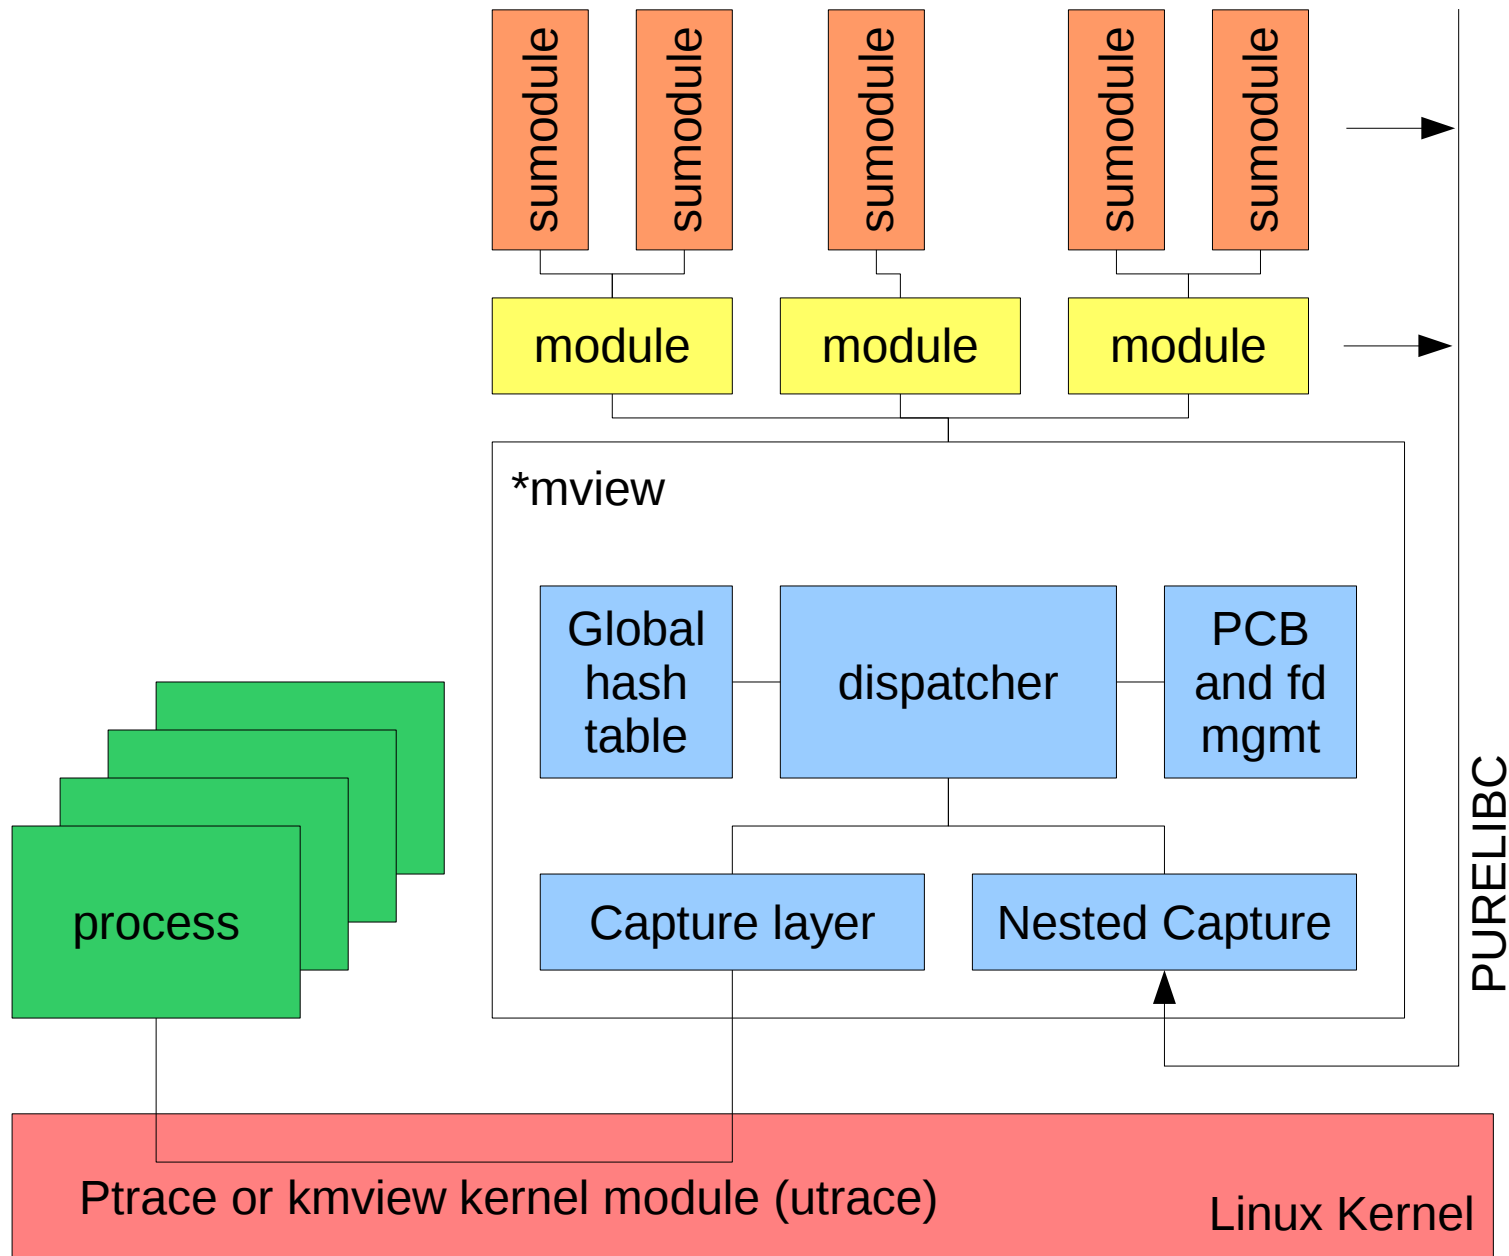 sumodule
sumodule
sumodule
sumodule
sumodule
module
module
module
*mview
Global
hash
table
dispatcher
PCB
and fd
mgmt
PURELIBC
process
Capture layer
Nested Capture
Ptrace or kmview kernel module (utrace)
Linux Kernel